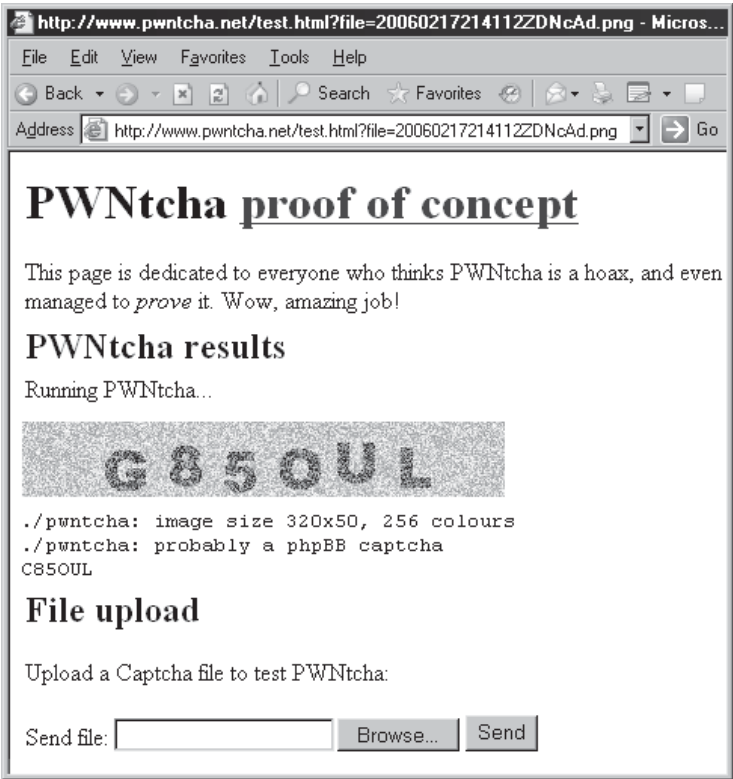 http://www.pwntcha.net/test.html?file=20060217214112ZDNcAd.png - Micros...
File Edit View Favorites Tools Help
Back Search Favorites
Address http://www.pwntcha.net/test.html?file=20060217214112ZDNcAd.png Go
PWNtcha proof of concept
This page is dedicated to everyone who thinks PWNtcha is a hoax, and even
managed to prove it. Wow, amazing job!
PWNtcha results
Running PWNtcha...
G85OUL
./pwntcha: image size 320x50, 256 colours
./pwntcha: probably a phpBB captcha
C85OUL
File upload
Upload a Captcha file to test PWNtcha:
Send file: Browse... Send